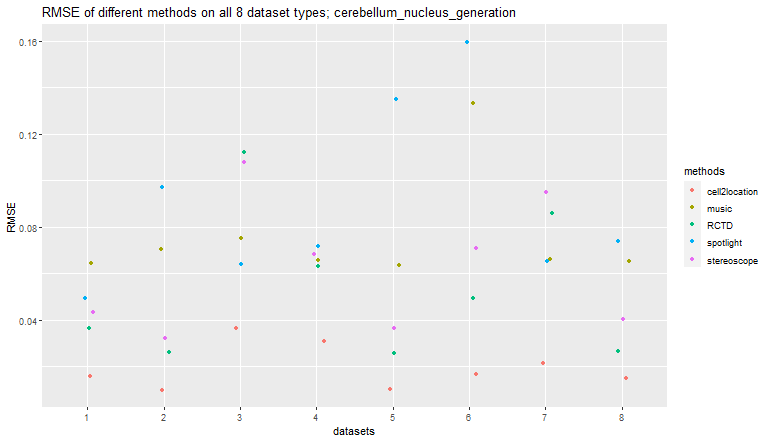 RMSE of different methods on all 8 dataset types; cerebellum_nucleus_generation
0.16
0.12
0.08
0.04
RMSE
1 2 3 4 5 6 7 8
datasets
methods
cell2location
music
RCTD
spotlight
stereoscope